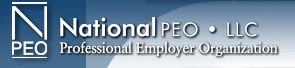 N
PEO
National PEO • LLC
Professional Employer Organization